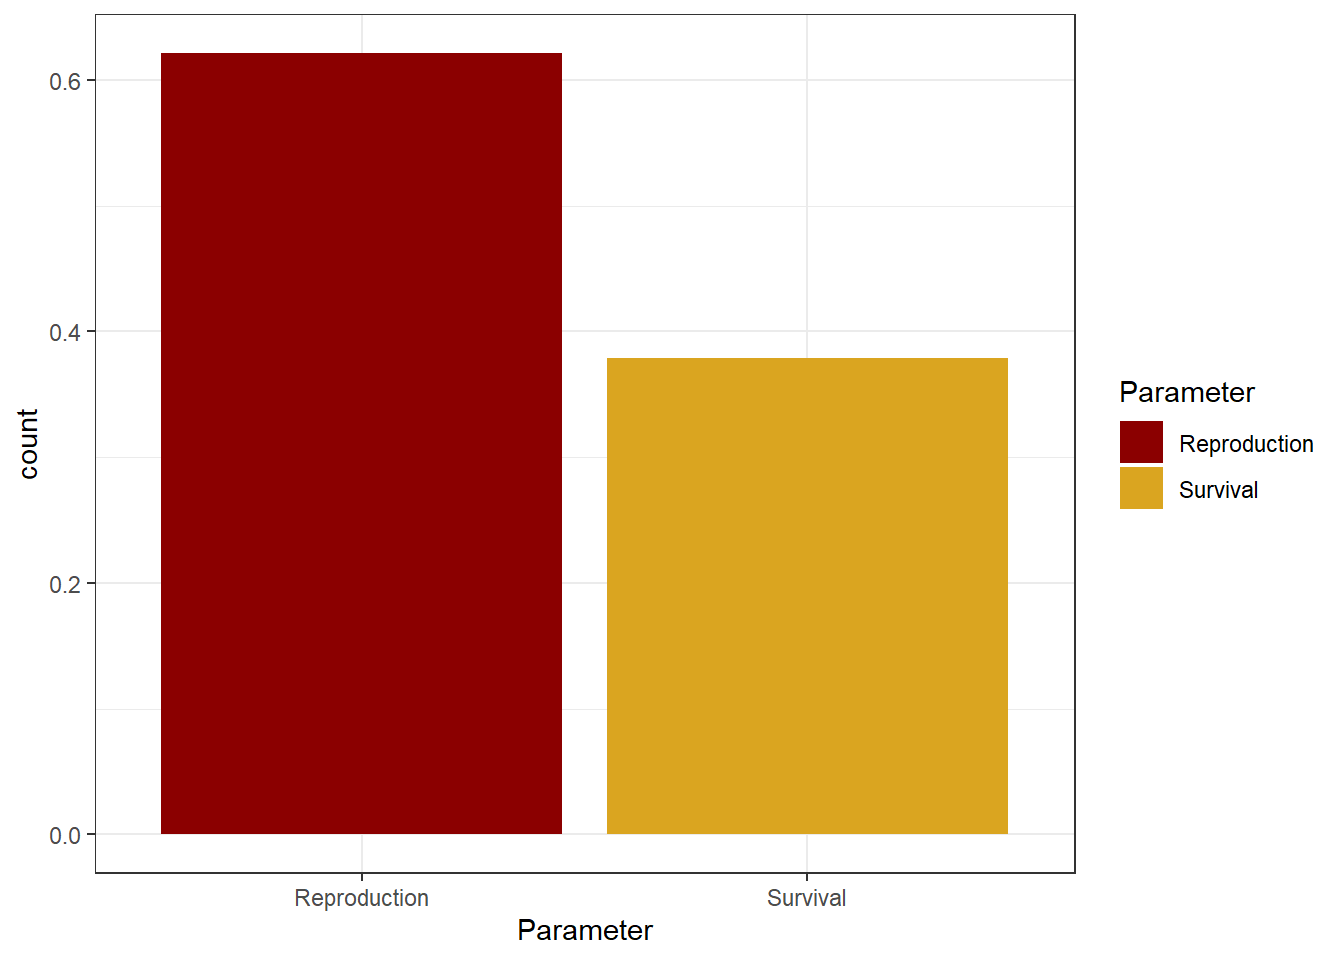 count
0.6
0.4
0.2
0.0
Reproduction
Survival
Parameter
Parameter
Reproduction
Survival